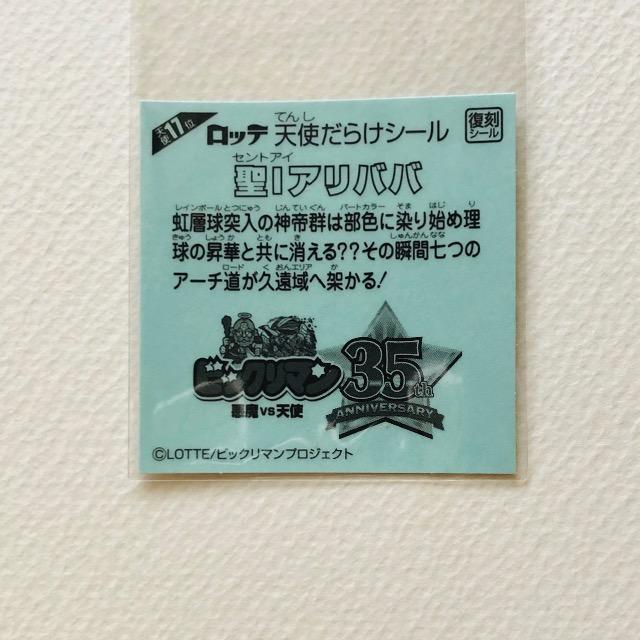 天使17位
ロッテ 天使だらけシール
てんし
復刻
シール
セントアイ
聖Iアリババ
レインボールとつにゅう じんていぐん パートカラー そま はじ り
虹層球突入の神帝群は部色に染り始め理
きゅう しょうか とも き しゅんかんなな
球の昇華と共に消える??その瞬間七つの
ロード くおんエリア か
アーチ道が久遠域へ架かる!
ビックリマン
悪魔VS天使
35th
ANNIVERSARY
©LOTTE/ビックリマンプロジェクト